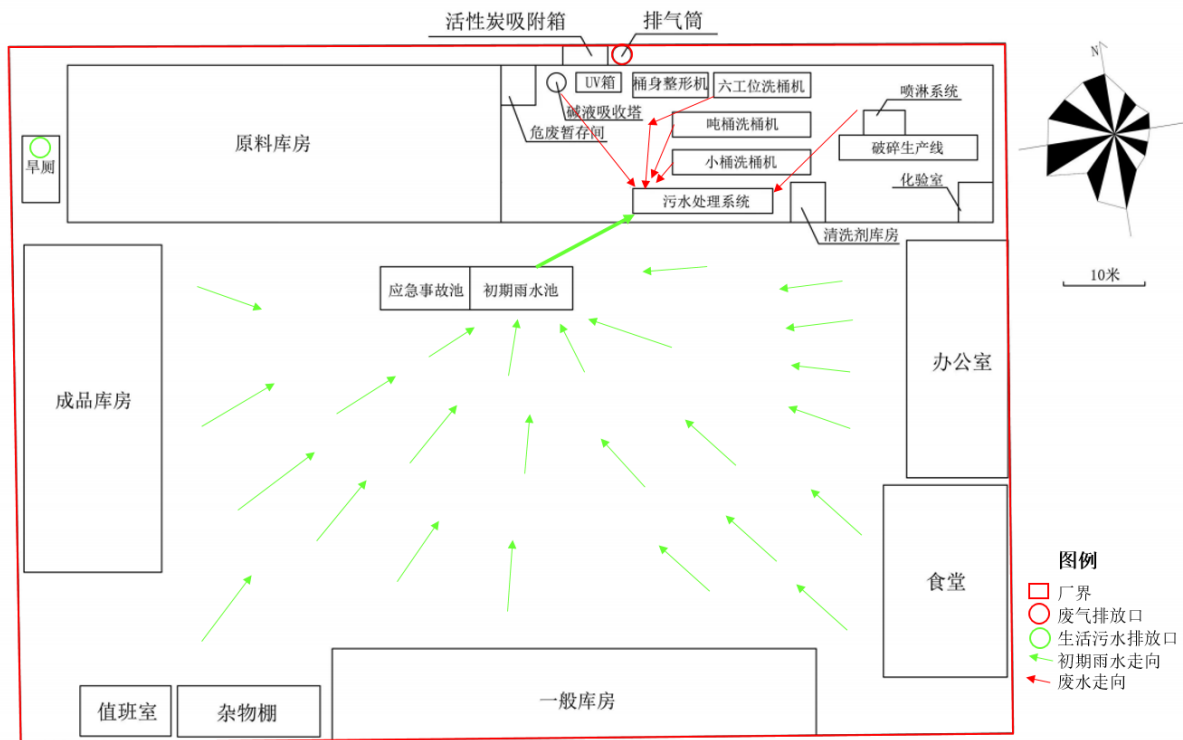 活性炭吸附箱
排气筒
N
UV箱
桶身整形机
六工位洗桶机
喷淋系统
碱液吸收塔
危废暂存间
吨桶洗桶机
原料库房
破碎生产线
旱厕
小桶洗桶机
化验室
污水处理系统
清洗剂库房
10米
应急事故池
初期雨水池
办公室
成品库房
食堂
图例
厂界
废气排放口
生活污水排放口
初期雨水走向
废水走向
值班室
杂物棚
一般库房